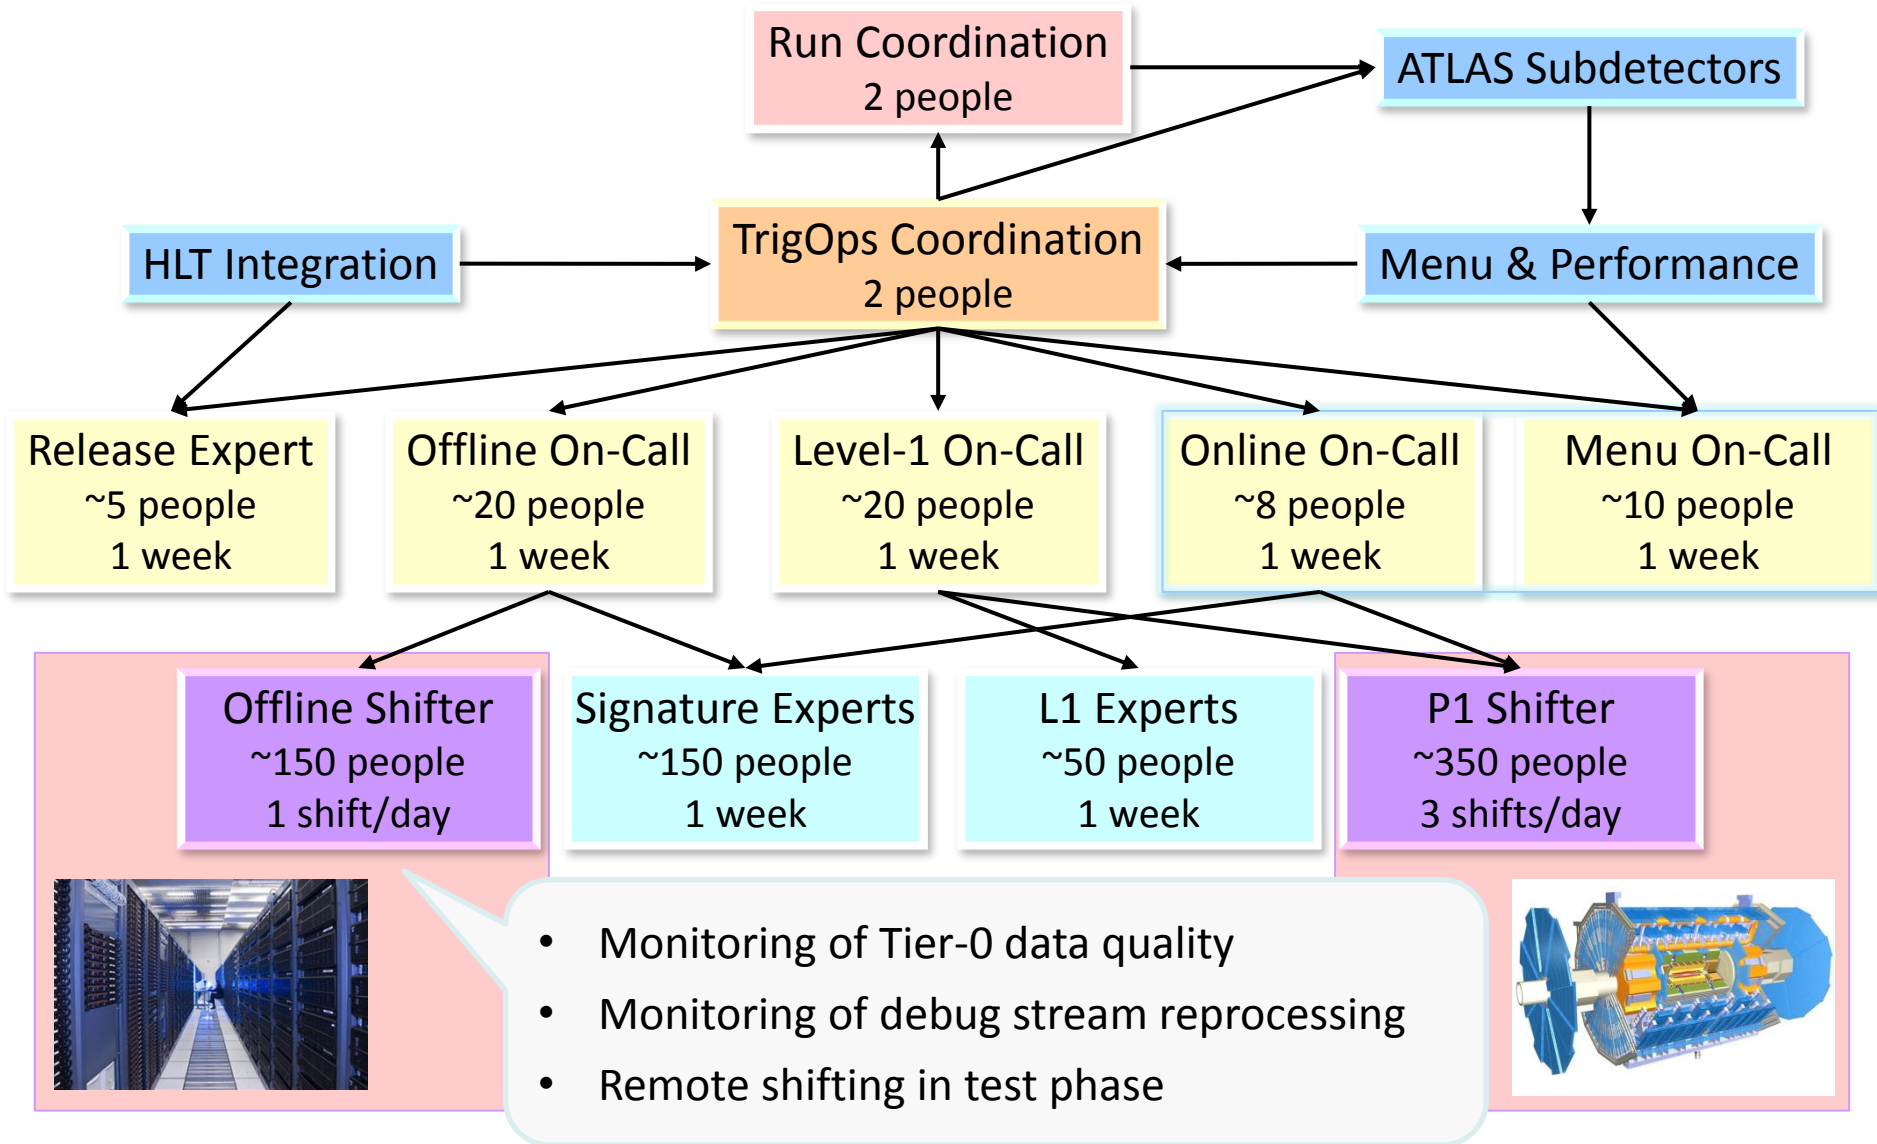 Run Coordination
2 people
ATLAS Subdetectors
HLT Integration
TrigOps Coordination
2 people
Menu & Performance
Release Expert
~5 people
1 week
Offline On-Call
~20 people
1 week
Level-1 On-Call
~20 people
1 week
Online On-Call
~8 people
1 week
Menu On-Call
~10 people
1 week
Offline Shifter
~150 people
1 shift/day
Signature Experts
~150 people
1 week
L1 Experts
~50 people
1 week
P1 Shifter
~350 people
3 shifts/day
• Monitoring of Tier-0 data quality
• Monitoring of debug stream reprocessing
• Remote shifting in test phase